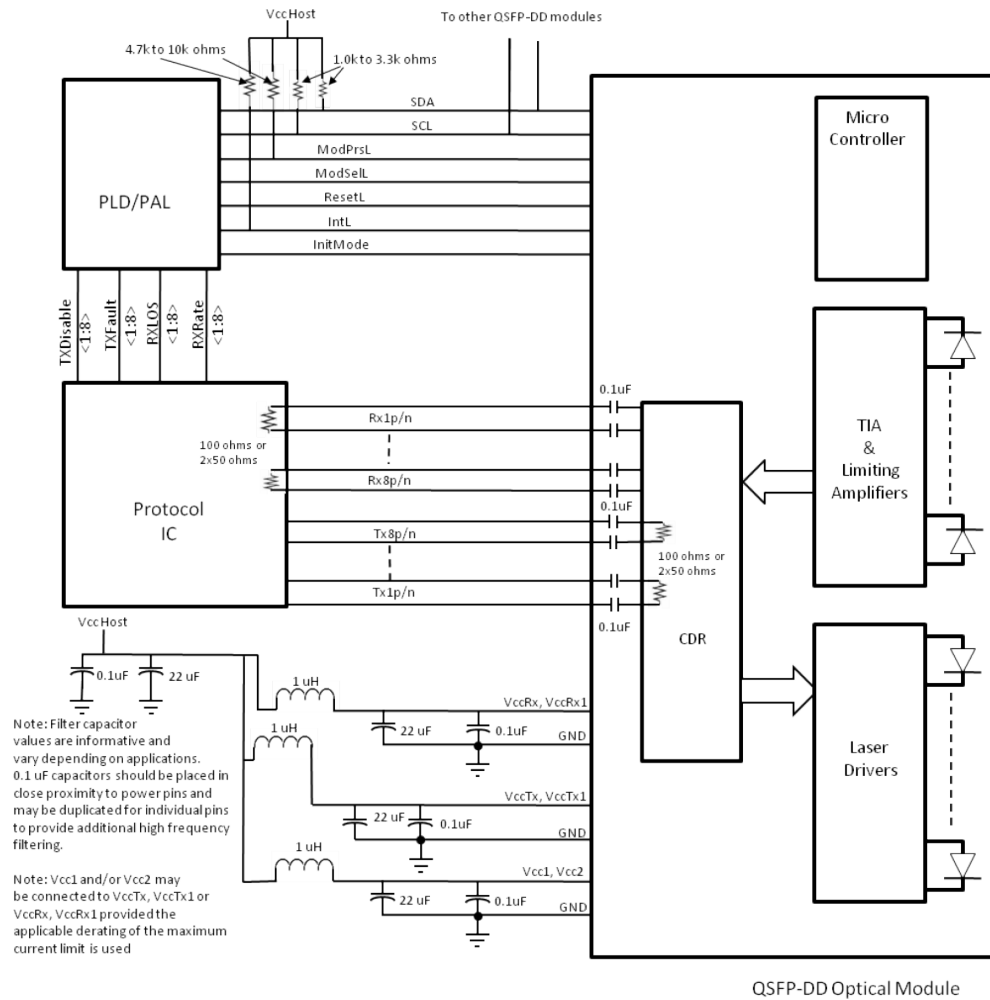 VccHost
To other QSFP-DD modules
4.7k to 10k ohms
1.0k to 3.3k ohms
SDA
SCL
ModPrsL
ModSelL
ResetL
IntL
InitMode
PLD/PAL
Micro
Controller
TXDisable
<1:8>
TXFault
<1:8>
RXLOS
<1:8>
RXRate
<1:8>
0.1uF
Rx1p/n
100 ohms or
2x50 ohms
Rx8p/n
Protocol
IC
0.1uF
Tx8p/n
100 ohms or
2x50 ohms
Tx1p/n
0.1uF
CDR
TIA
&
Limiting
Amplifiers
VccHost
0.1uF
22 uF
1 uH
VccRx, VccRx1
22 uF
0.1uF
GND
1 uH
VccTx, VccTx1
22 uF
0.1uF
GND
1 uH
Vcc1, Vcc2
22 uF
0.1uF
GND
Laser
Drivers
Note: Filter capacitor
values are informative and
vary depending on applications.
0.1 uF capacitors should be placed in
close proximity to power pins and
may be duplicated for individual pins
to provide additional high frequency
filtering.
Note: Vcc1 and/or Vcc2 may
be connected to VccTx, VccTx1 or
VccRx, VccRx1 provided the
applicable derating of the maximum
current limit is used
QSFP-DD Optical Module